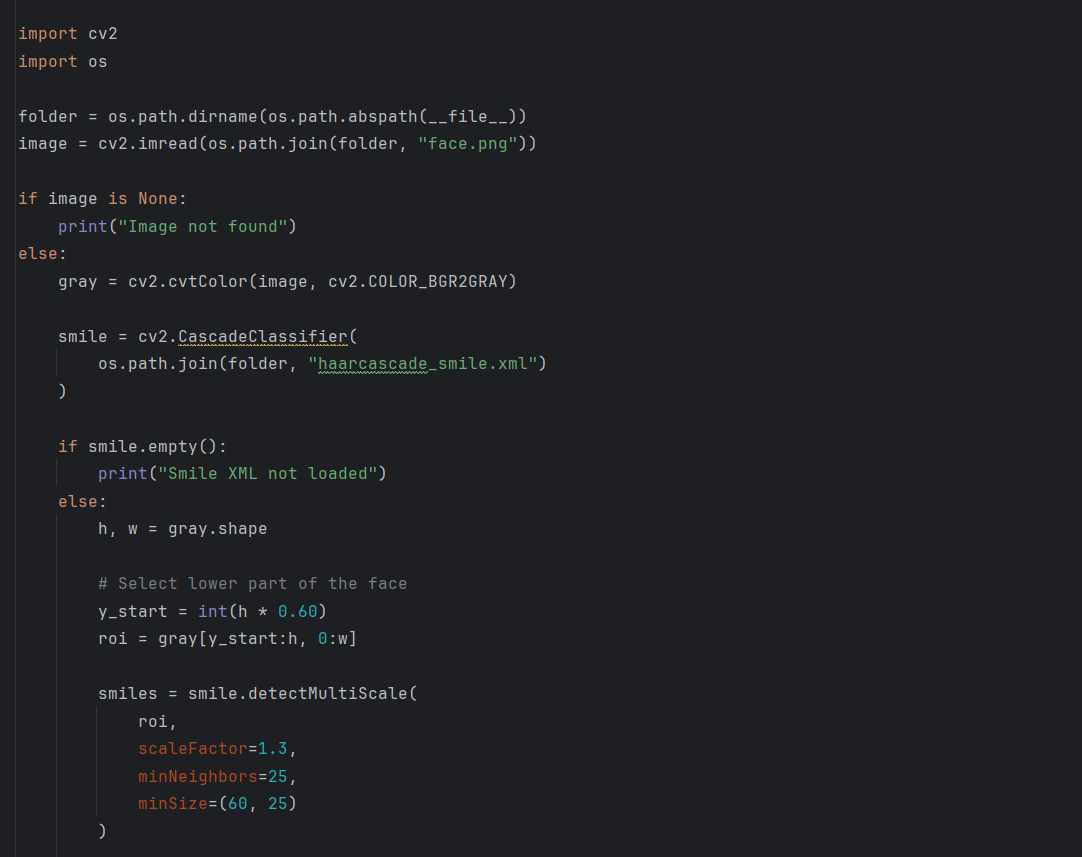 import cv2
import os
folder = os.path.dirname(os.path.abspath(__file__))
image = cv2.imread(os.path.join(folder, "face.png"))
if image is None:
    print("Image not found")
else:
    gray = cv2.cvtColor(image, cv2.COLOR_BGR2GRAY)
    smile = cv2.CascadeClassifier(
        os.path.join(folder, "haarcascade_smile.xml")
    )
    if smile.empty():
        print("Smile XML not loaded")
    else:
        h, w = gray.shape
        # Select lower part of the face
        y_start = int(h * 0.60)
        roi = gray[y_start:h, 0:w]
        smiles = smile.detectMultiScale(
            roi,
            scaleFactor=1.3,
            minNeighbors=25,
            minSize=(60, 25)
        )